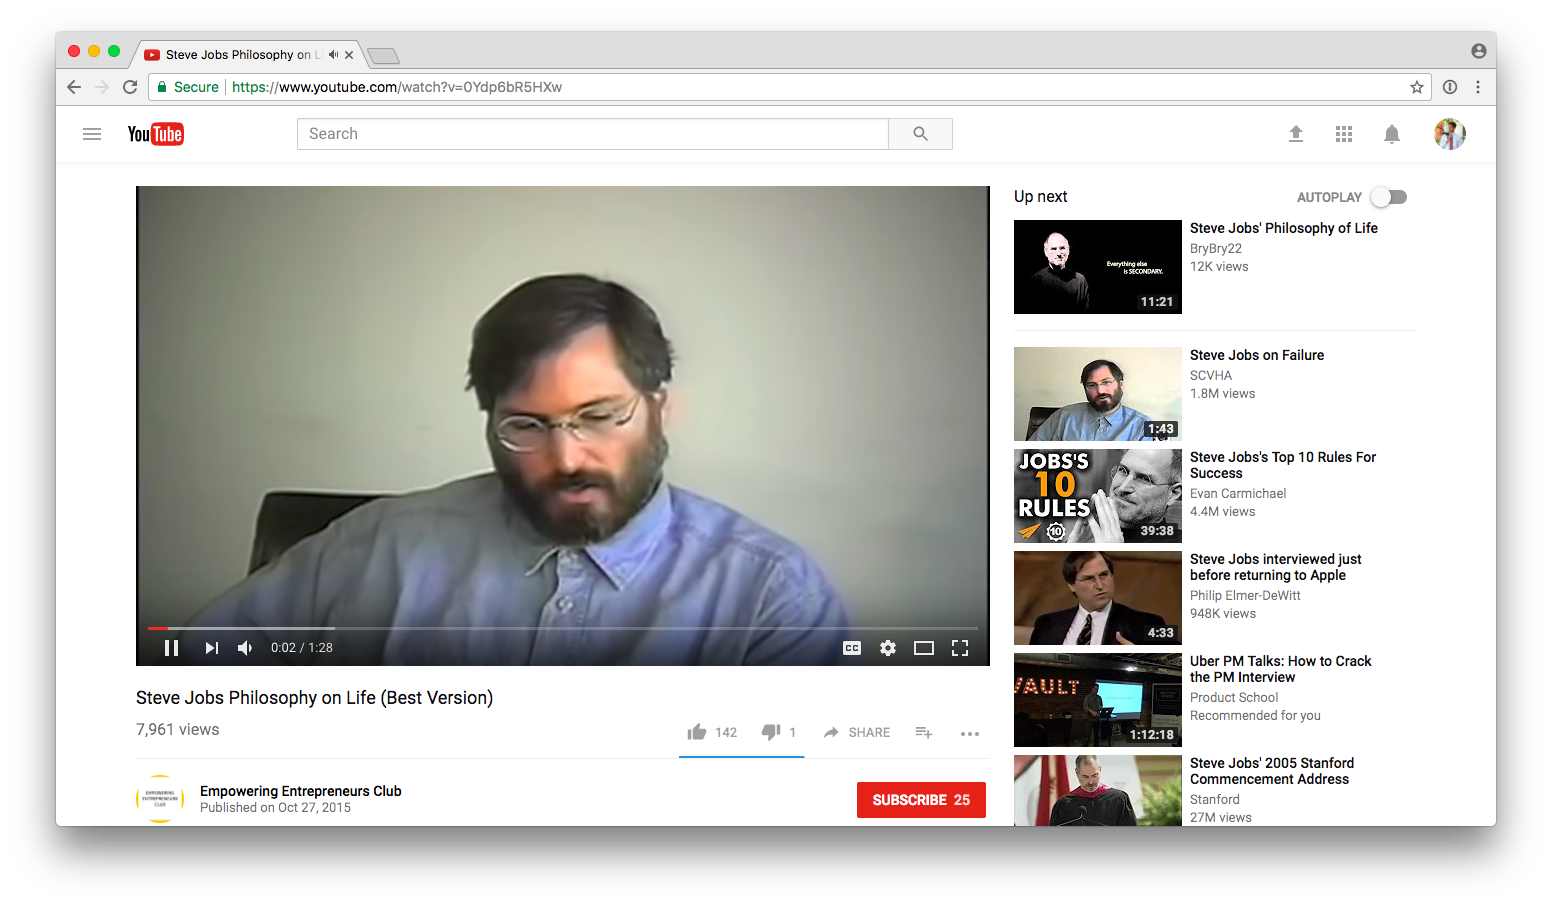 Steve Jobs Philosophy on L
Secure
https://www.youtube.com/watch?v=0Ydp6bR5HXw
YouTube
Search
CC
0:02 / 1:28
Steve Jobs Philosophy on Life (Best Version)
7,961 views
142
1
SHARE
EMPOWERING
ENTREPRENEURS
CLUB
Empowering Entrepreneurs Club
Published on Oct 27, 2015
SUBSCRIBE 25
Up next
AUTOPLAY
Everything else
is SECONDARY.
11:21
Steve Jobs' Philosophy of Life
BryBry22
12K views
1:43
Steve Jobs on Failure
SCVHA
1.8M views
JOBS'S
10
RULES
10
39:38
Steve Jobs's Top 10 Rules For
Success
Evan Carmichael
4.4M views
4:33
Steve Jobs interviewed just
before returning to Apple
Philip Elmer-DeWitt
948K views
VAULT
1:12:18
Uber PM Talks: How to Crack
the PM Interview
Product School
Recommended for you
Steve Jobs' 2005 Stanford
Commencement Address
Stanford
27M views